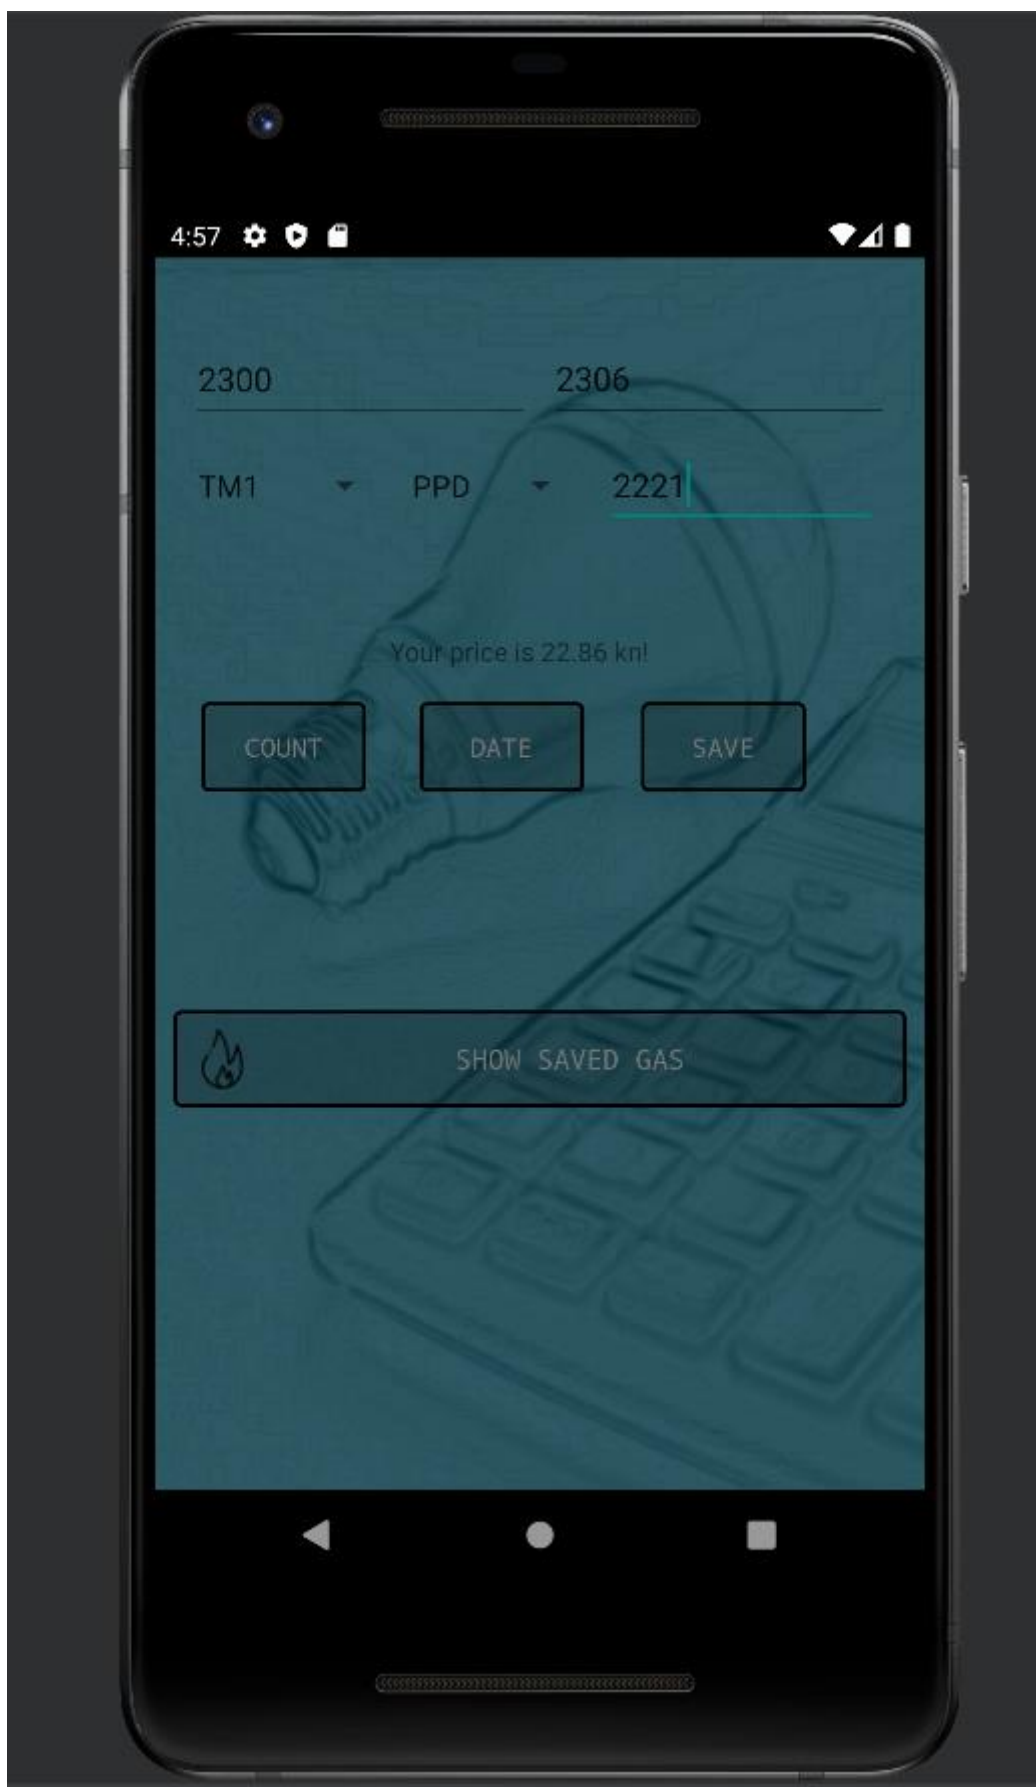 4:57
2300 2306
TM1 PPD 2221
Your price is 22.86 kn!
COUNT DATE SAVE
SHOW SAVED GAS